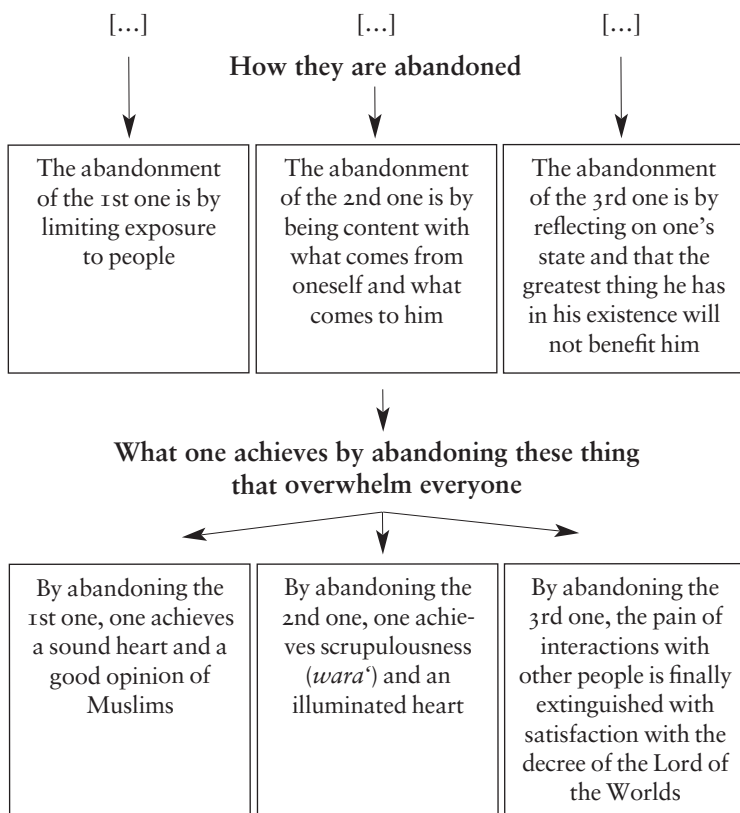 [...] [...] [...]
How they are abandoned
The abandonment
of the 1st one is by
limiting exposure
to people
The abandonment
of the 2nd one is by
being content with
what comes from
oneself and what
comes to him
The abandonment
of the 3rd one is by
reflecting on one’s
state and that the
greatest thing he has
in his existence will
not benefit him
What one achieves by abandoning these thing
that overwhelm everyone
By abandoning the
1st one, one achieves
a sound heart and a
good opinion of
Muslims
By abandoning the
2nd one, one achie-
ves scrupulousness
(wara‘) and an
illuminated heart
By abandoning the
3rd one, the pain of
interactions with
other people is finally
extinguished with
satisfaction with the
decree of the Lord of
the Worlds